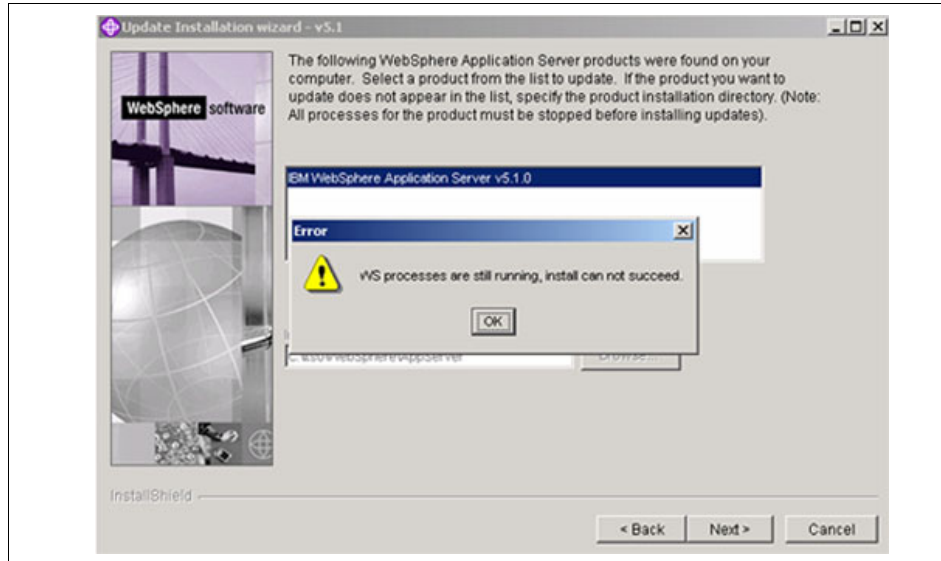 Update Installation wizard - v5.1
WebSphere software
The following WebSphere Application Server products were found on your
computer. Select a product from the list to update. If the product you want to
update does not appear in the list, specify the product installation directory. (Note:
All processes for the product must be stopped before installing updates).
IBM WebSphere Application Server v5.1.0
Error
WS processes are still running, install can not succeed.
OK
InstallShield
< Back
Next >
Cancel